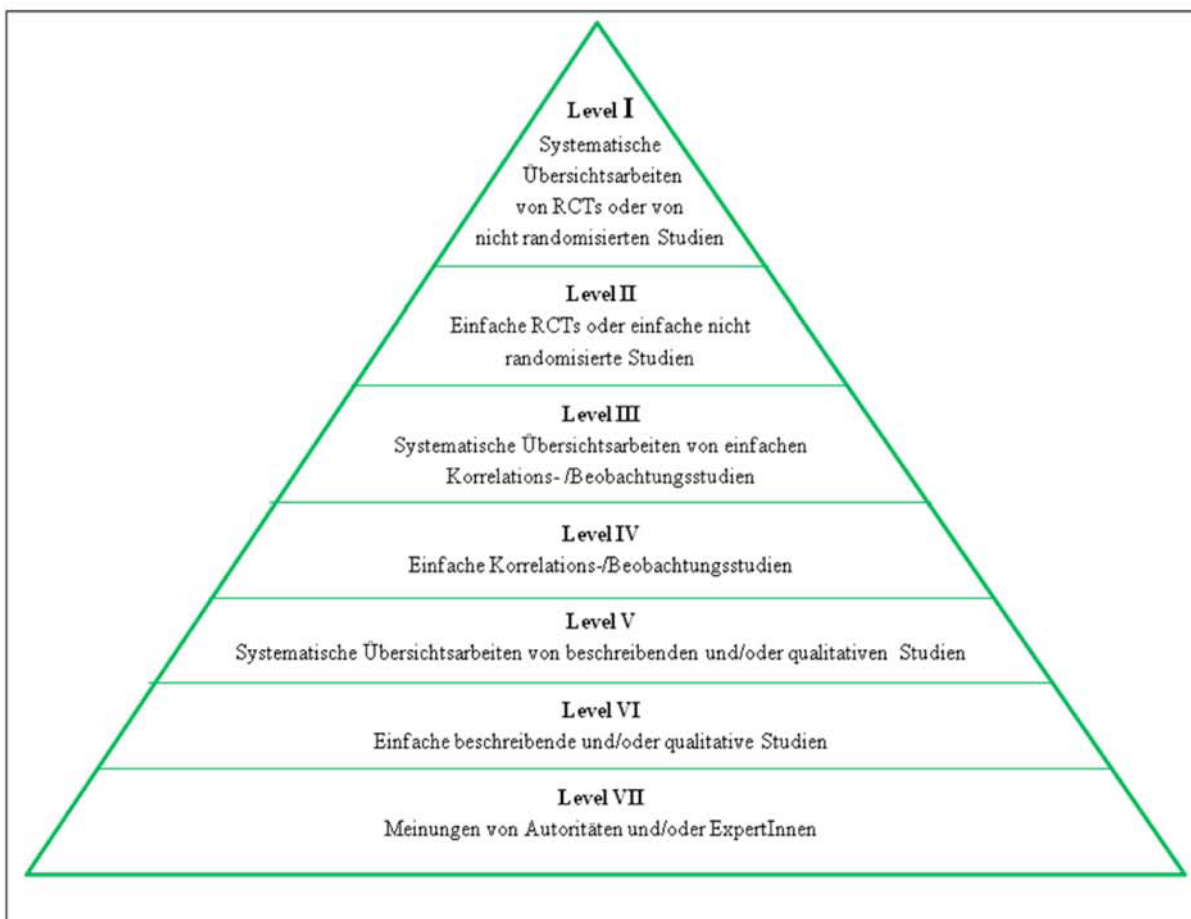 Level I
Systematische
Übersichtsarbeiten
von RCTs oder von
nicht randomisierten Studien
Level II
Einfache RCTs oder einfache nicht
randomisierte Studien
Level III
Systematische Übersichtsarbeiten von einfachen
Korrelations- /Beobachtungsstudien
Level IV
Einfache Korrelations-/Beobachtungsstudien
Level V
Systematische Übersichtsarbeiten von beschreibenden und/oder qualitativen Studien
Level VI
Einfache beschreibende und/oder qualitative Studien
Level VII
Meinungen von Autoritäten und/oder ExpertInnen